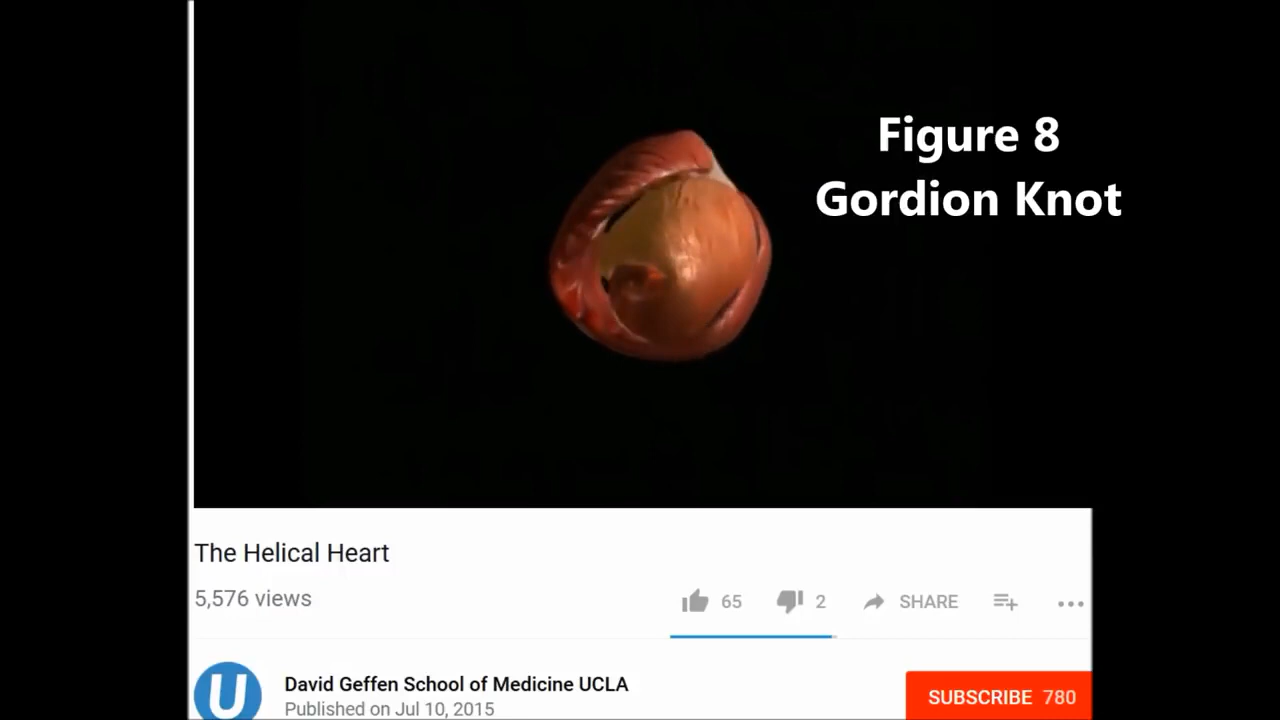 Figure 8
Gordion Knot
The Helical Heart
5,576 views
65
2
SHARE
U
David Geffen School of Medicine UCLA
Published on Jul 10, 2015
SUBSCRIBE 780